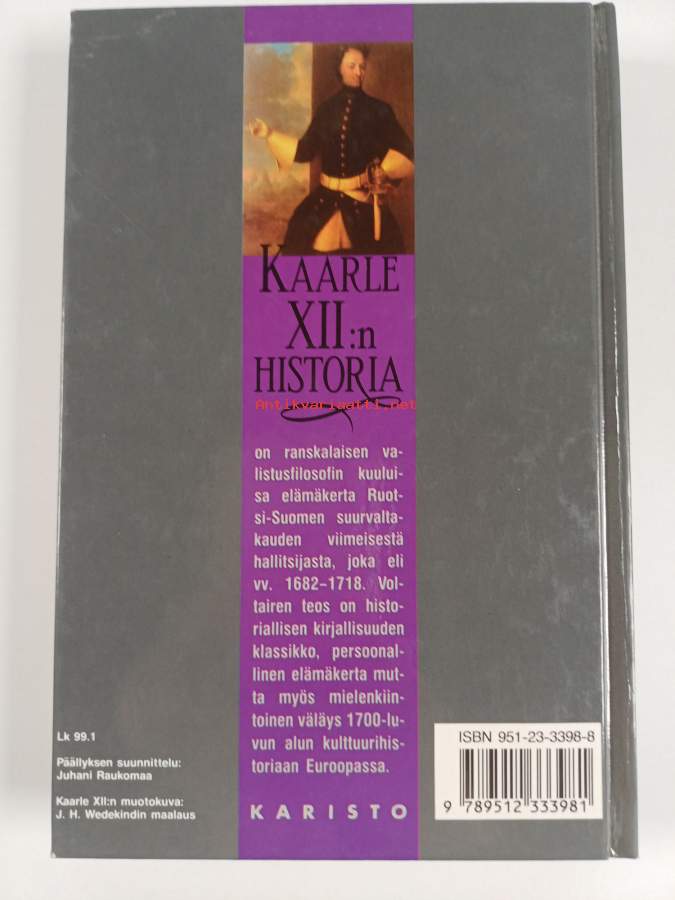 KAARLE
XII:n
HISTORIA
Antikvariaatti.net
on ranskalaisen va-
listusfilosofin kuului-
sa elämäkerta Ruot-
si-Suomen suurvalta-
kauden viimeisestä
hallitsijasta, joka eli
vv. 1682–1718. Vol-
tairen teos on histo-
riallisen kirjallisuuden
klassikko, persoonal-
linen elämäkerta mut-
ta myös mielenkiin-
toinen väläys 1700-lu-
vun alun kulttuurihis-
toriaan Euroopassa.
KARISTO
Lk 99.1
Päällyksen suunnittelu:
Juhani Raukomaa
Kaarle XII:n muotokuva:
J. H. Wedekindin maalaus
ISBN 951-23-3398-8
9 789512 333981